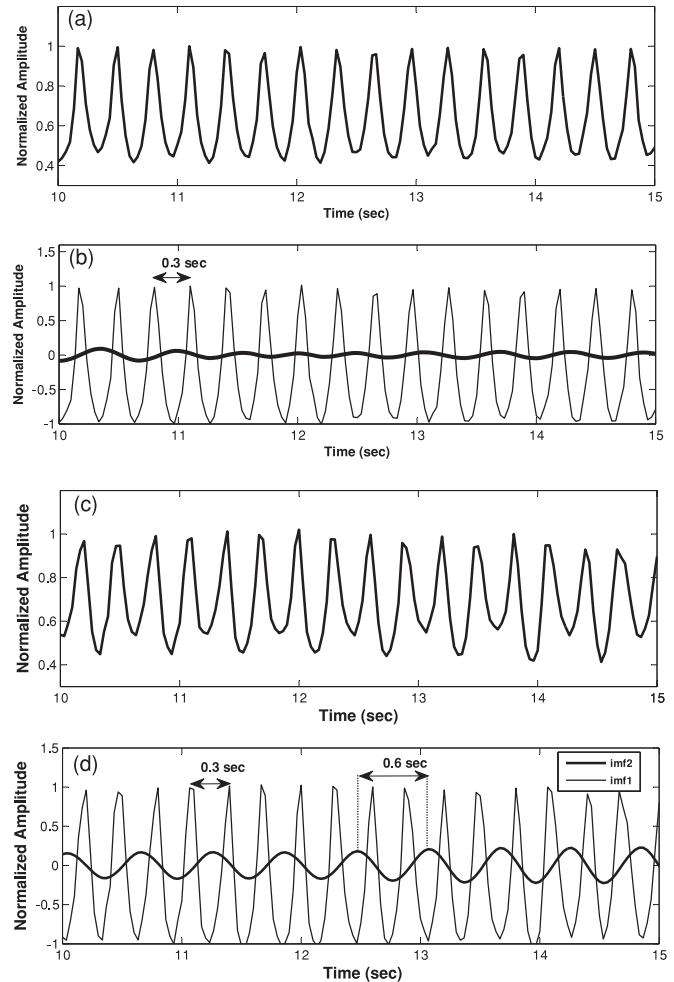 (a)
Normalized Amplitude
1
0.8
0.6
0.4
10 11 12 13 14 15
Time (sec)
(b)
0.3 sec
Normalized Amplitude
1.5
1
0.5
0
-0.5
-1
10 11 12 13 14 15
Time (sec)
(c)
Normalized Amplitude
1
0.8
0.6
0.4
10 11 12 13 14 15
Time (sec)
(d)
0.3 sec
0.6 sec
imf2
imf1
Normalized Amplitude
1.5
1
0.5
0
-0.5
-1
10 11 12 13 14 15
Time (sec)